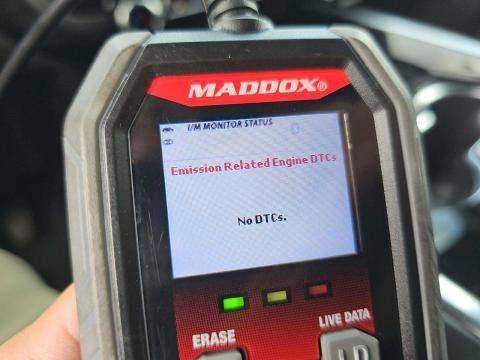 MADDOX®
I/M MONITOR STATUS
Emission Related Engine DTCs
No DTCs.
ERASE
LIVE DATA